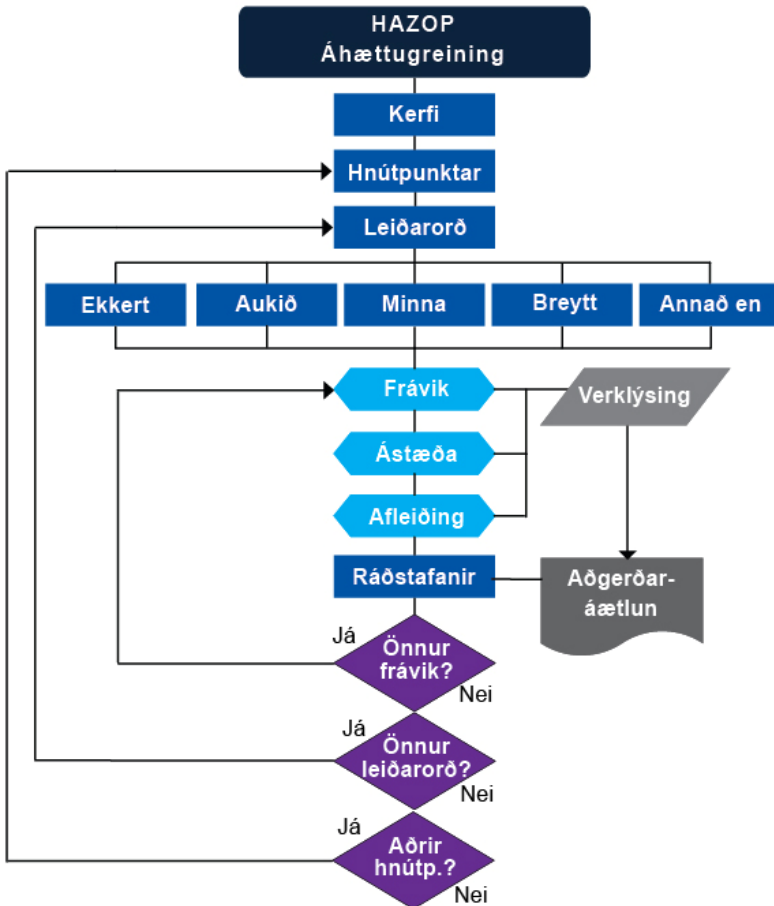 HAZOP
Áhættugreining
Kerfi
Hnútpunktar
Leiðarorð
Ekkert
Aukið
Minna
Breytt
Annað en
Frávik
Verklýsing
Ástæða
Afleiðing
Ráðstafanir
Aðgerðar-
áætlun
Já
Önnur
frávik?
Nei
Já
Önnur
leiðarorð?
Nei
Já
Aðrir
hnútp.?
Nei